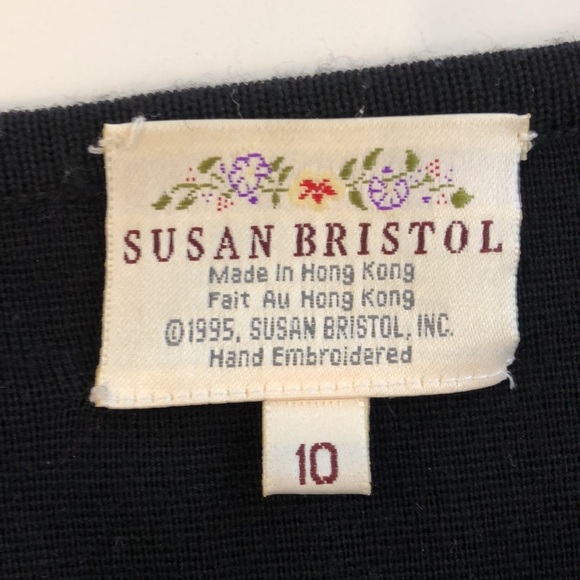 SUSAN BRISTOL
Made In Hong Kong
Fait Au Hong Kong
©1995, SUSAN BRISTOL, INC.
Hand Embroidered
10